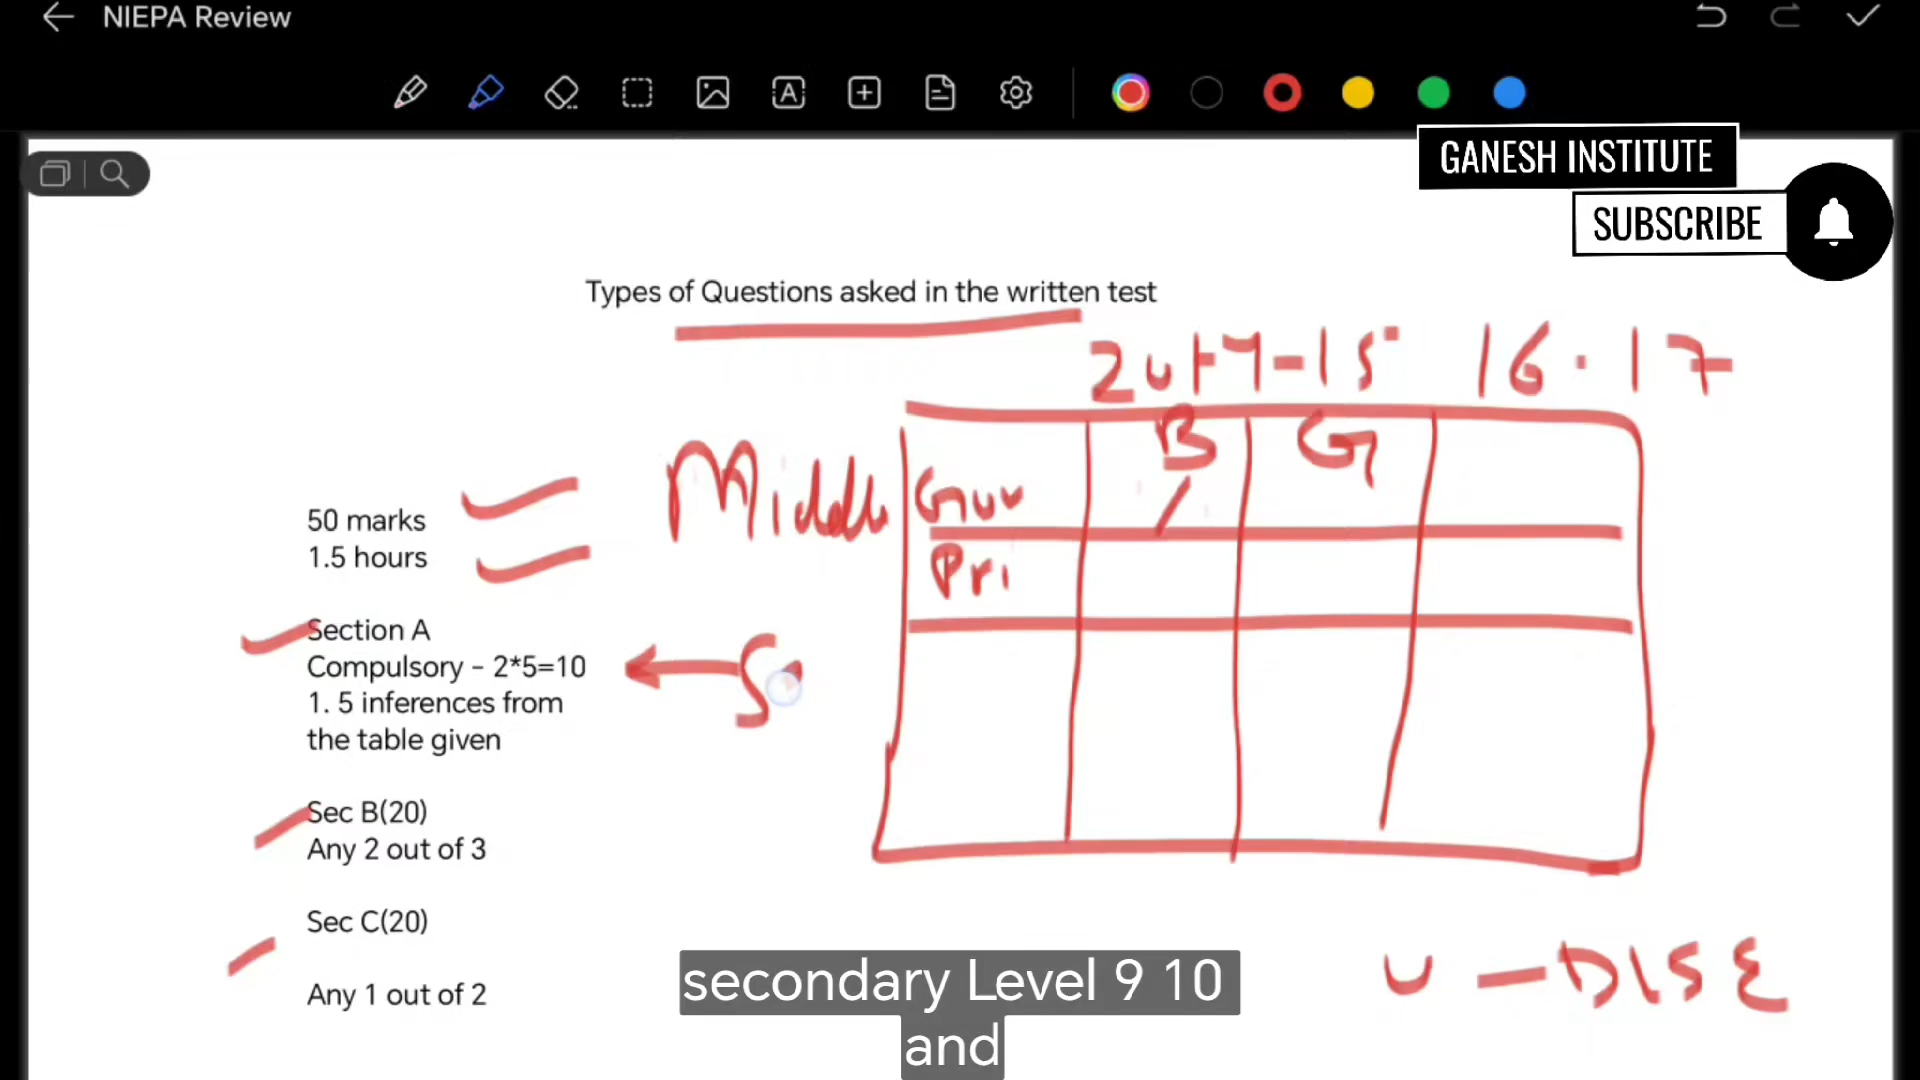 NIEPA Review
GANESH INSTITUTE
SUBSCRIBE
Types of Questions asked in the written test
16.17
B G
Middle Gov
Pri
50 marks
1.5 hours
Section A
Compulsory - 2*5=10
1. 5 inferences from
the table given
S
Sec B(20)
Any 2 out of 3
Sec C(20)
Any 1 out of 2
U - DISE
secondary Level 9 10
and